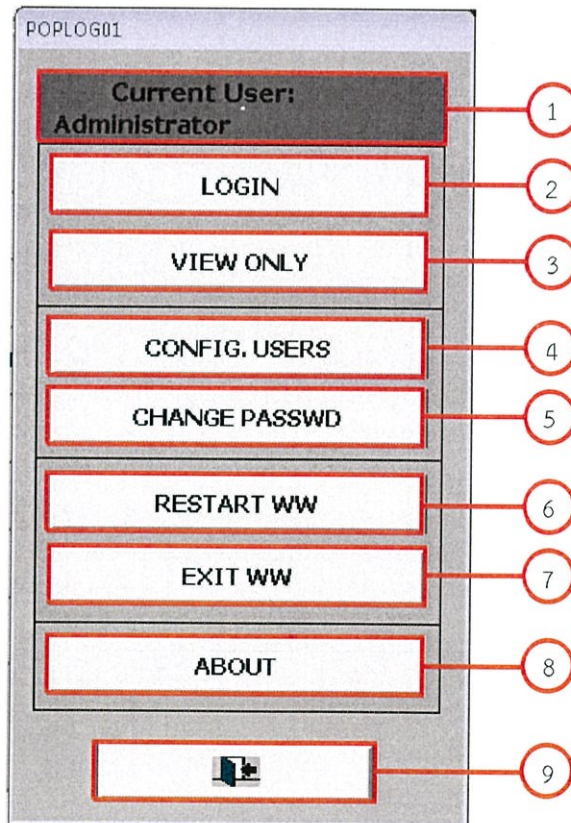 POPLOG01
Current User:
Administrator
1
LOGIN
2
VIEW ONLY
3
CONFIG. USERS
4
CHANGE PASSWD
5
RESTART WW
6
EXIT WW
7
ABOUT
8
9